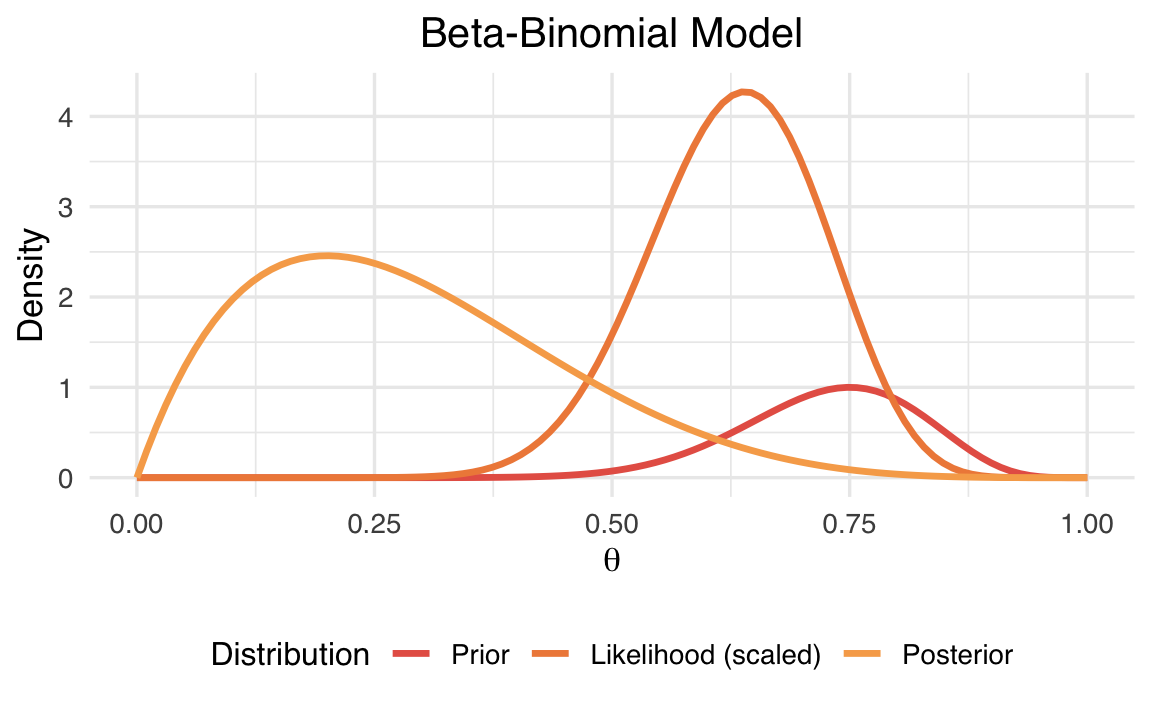 Beta-Binomial Model
Density
4
3
2
1
0
0.00 0.25 0.50 0.75 1.00
θ
Distribution Prior Likelihood (scaled) Posterior